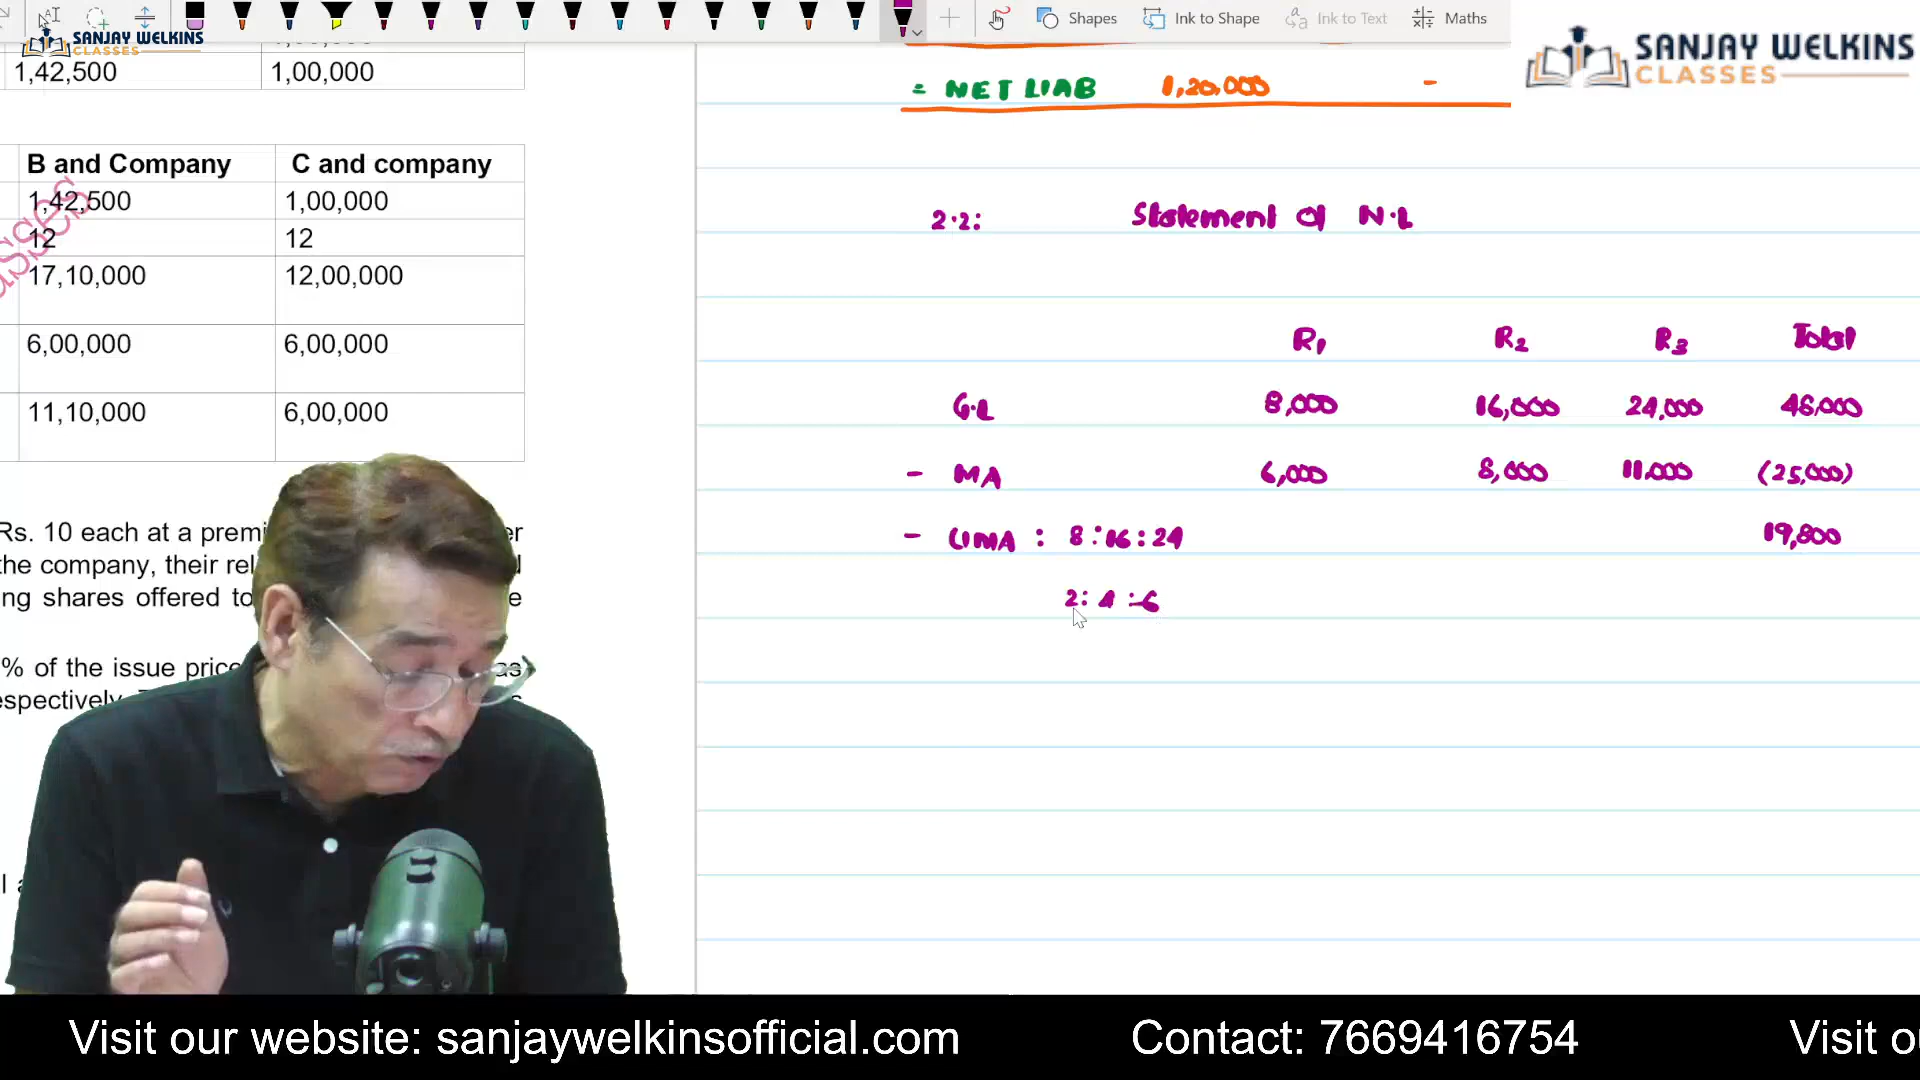 Shapes Ink to Shape Ink to Text Maths
SANJAY WELKINS
CLASSES
SANJAY WELKINS
CLASSES
1,42,500 1,00,000
B and Company C and company
1,42,500 1,00,000
12 12
17,10,000 12,00,000
6,00,000 6,00,000
11,10,000 6,00,000
Rs. 10 each at a premi
the company, their rel
ng shares offered to
% of the issue price as
= NET LIAB 1,20,000 -
2.2: Statement of N.L
R1 R2 R3 Total
G.L 8,000 16,000 24,000 48,000
- MA 6,000 8,000 11,000 (25,000)
- UMA : 8:16:24 19,800
2:4:6
Visit our website: sanjaywelkinsofficial.com Contact: 7669416754 Visit o